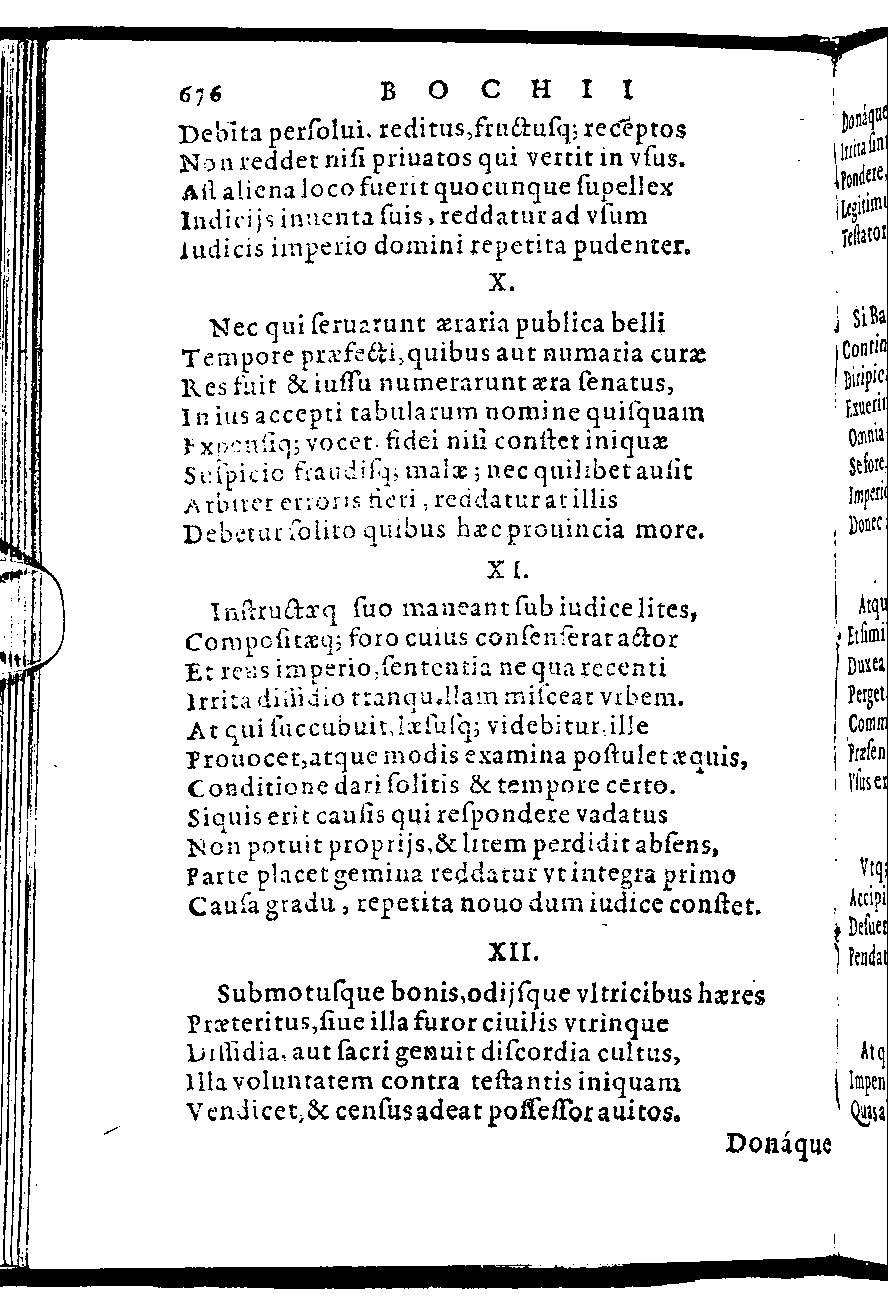 676 B O C H I I
Debita perſolui. reditus, fructuſq; receptos
Non reddet niſi priuatos qui vertit in vſus.
Aſt aliena loco fuerit quocunque ſupellex
Indicijs inuenta ſuis, reddatur ad vſum
Iudicis imperio domini repetita pudenter.
X.
Nec qui ſeruarunt æraria publica belli
Tempore præfecti, quibus aut numaria curæ
Res fuit & iuſſu numerarunt æra ſenatus,
In ius accepti tabularum nomine quiſquam
Expenſiq; vocet. fidei niſi conſtet iniquæ
Suſpicio fraudiſq; malæ; nec quilibet auſit
Arbiter erroris fieri, reddatur at illis
Debetur ſolito quibus hæc prouincia more.
XI.
Inſtructæq ſuo maneant ſub iudice lites,
Compoſitæq; foro cuius conſenſerat actor
Et reus imperio, ſententia ne qua recenti
Irrita diſſidio tranquillam miſceat vrbem.
At qui ſuccubuit, læſuſq; videbitur, ille
Prouocet, atque modis examina poſtulet æquis,
Conditione dari ſolitis & tempore certo.
Siquis erit cauſis qui reſpondere vadatus
Non potuit proprijs, & litem perdidit abſens,
Parte placet gemina reddatur vt integra primo
Cauſa gradu, repetita nouo dum iudice conſtet.
XII.
Submotuſque bonis, odijſque vltricibus hæres
Præteritus, ſiue illa furor ciuilis vtrinque
Diſſidia, aut ſacri genuit diſcordia cultus,
Illa voluntatem contra teſtantis iniquam
Vendicet, & cenſus adeat poſſeſſor auitos.
Donáque
Donáque
Irrita ſin
Pondere,
Legitim
Teſtator
Si Ba
Contin
Diripic
Exuerit
Omnia
Se fore
Imperio
Donec
Atqu
Et ſimi
Duxea
Perget
Comm
Præſen
Vſus er
Vtq;
Accipi
Deſuet
Pendat
Atq
Impen
Quaſa